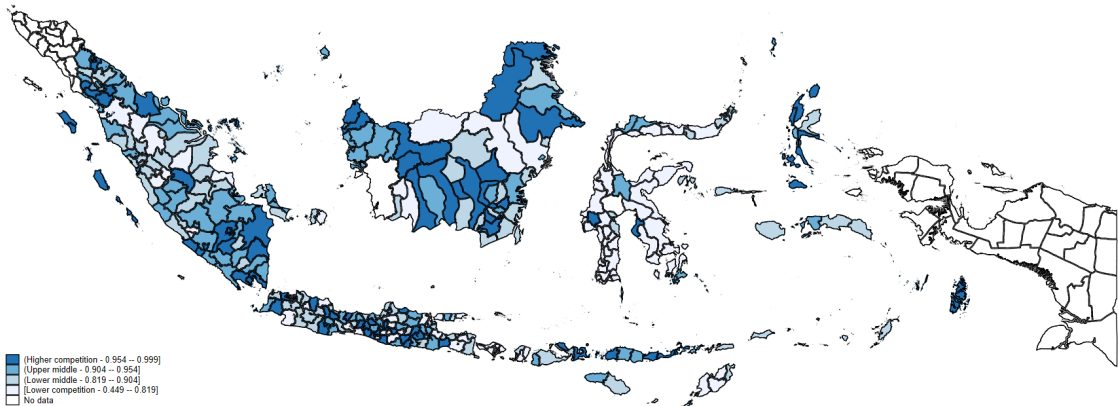 (Higher competition - 0.954 -- 0.999]
(Upper middle - 0.904 -- 0.954]
(Lower middle - 0.819 -- 0.904]
[Lower competition - 0.449 -- 0.819]
No data